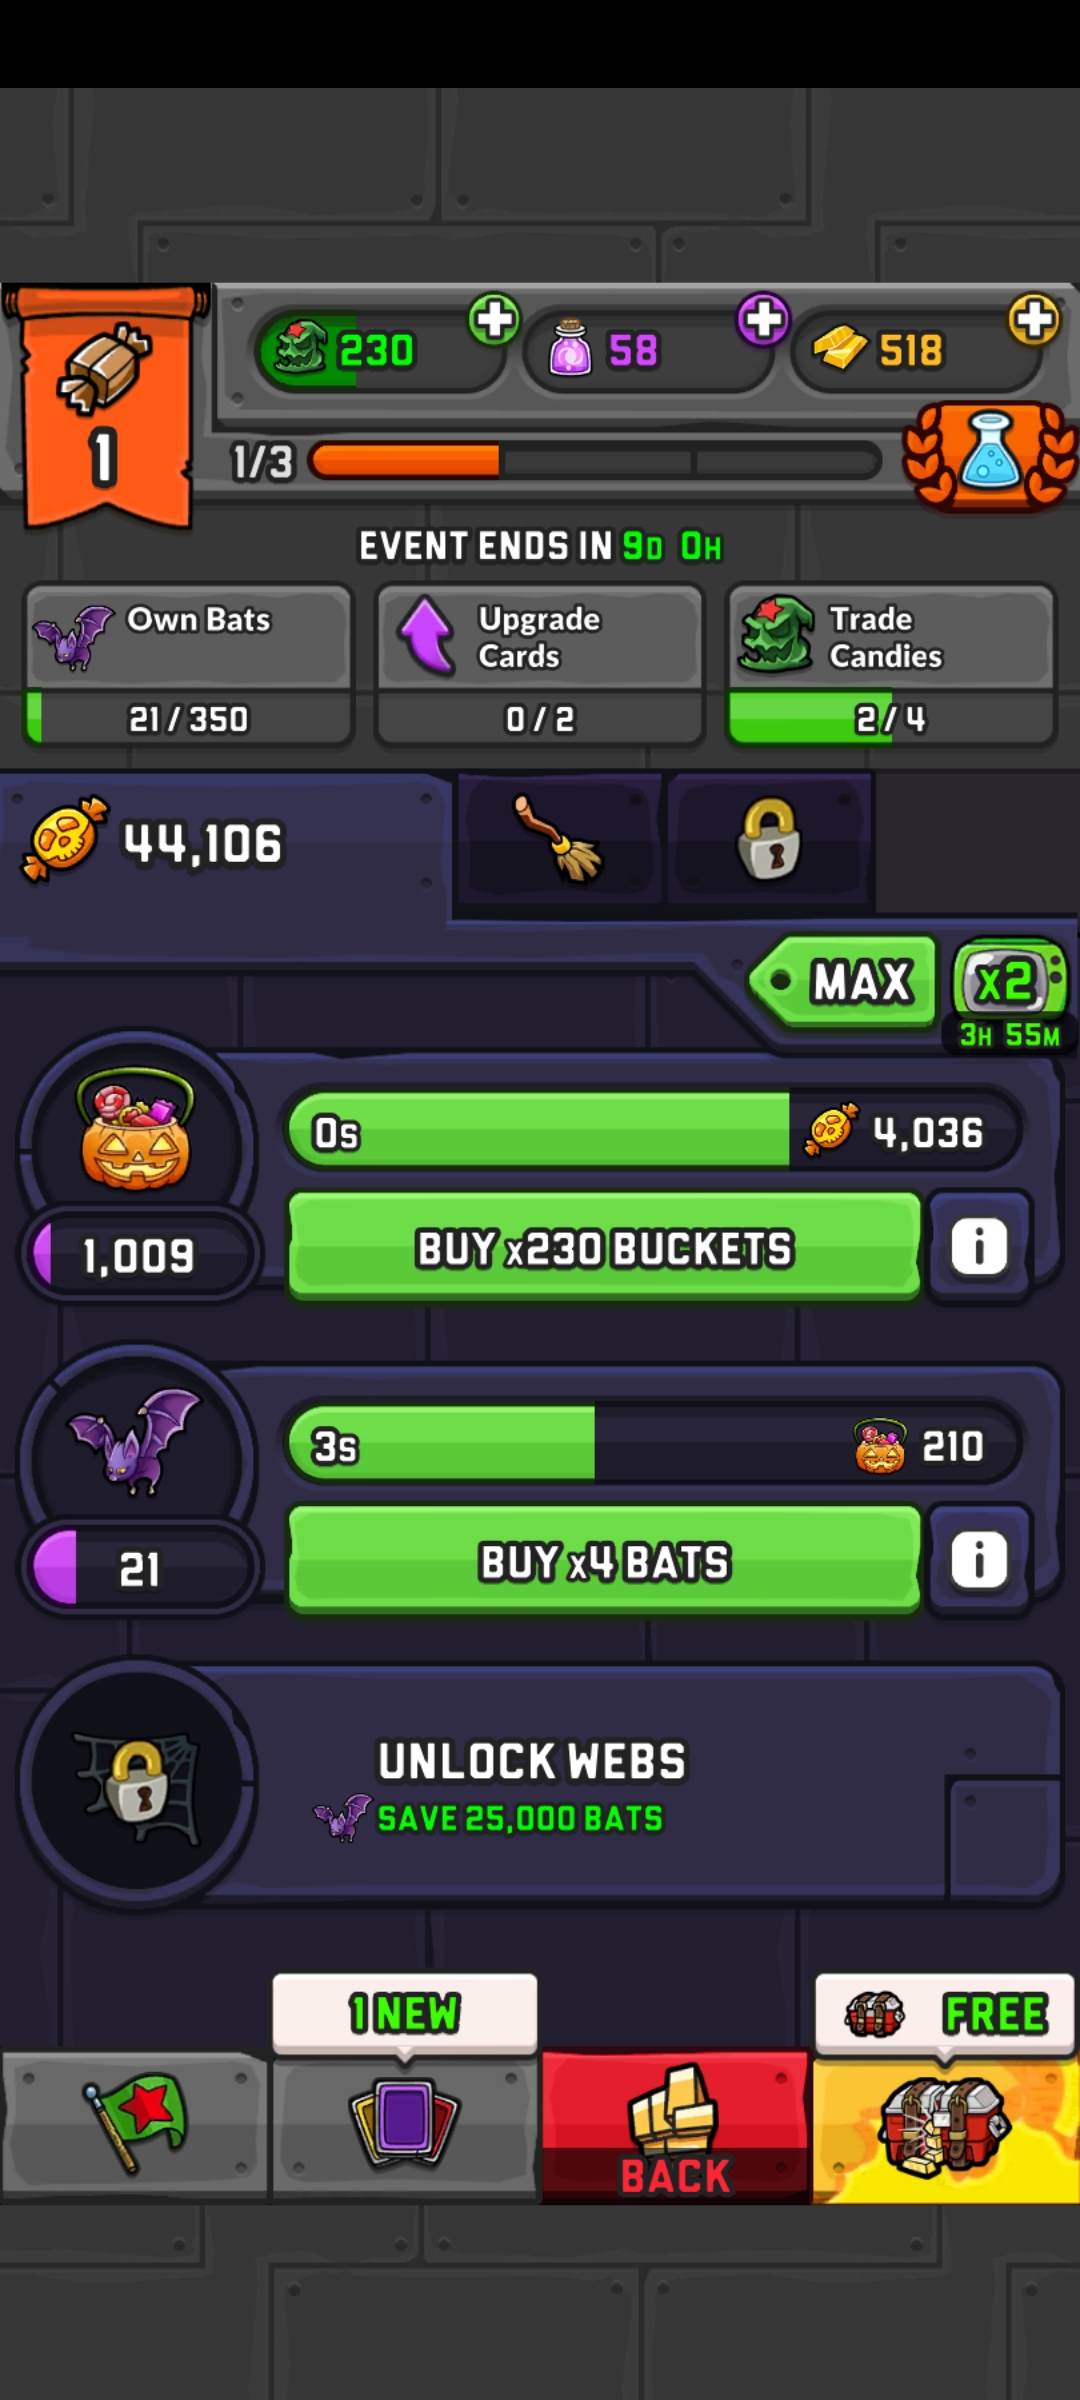 230
58
518
1
1/3
EVENT ENDS IN 9D 0H
Own Bats
21 / 350
Upgrade
Cards
0 / 2
Trade
Candies
2 / 4
44,106
MAX
x2
3H 55M
0s
4,036
1,009
BUY x230 BUCKETS
i
3s
210
21
BUY x4 BATS
i
UNLOCK WEBS
SAVE 25,000 BATS
1 NEW
FREE
BACK